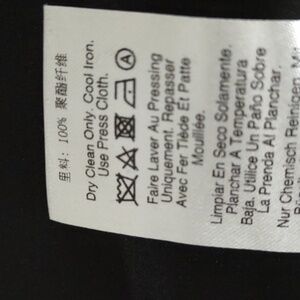 里料: 100% 聚酯纤维
Dry Clean Only. Cool Iron.
Use Press Cloth.
A
Faire Laver Au Pressing
Uniquement. Repasser
Avec Fer Tiède Et Patte
Mouillée.
Limpiar En Seco Solamente.
Planchar A Temperatura
Baja. Utilice Un Paño Sobre
La Prenda Al Planchar.
Nur Chemisch Reinigen.